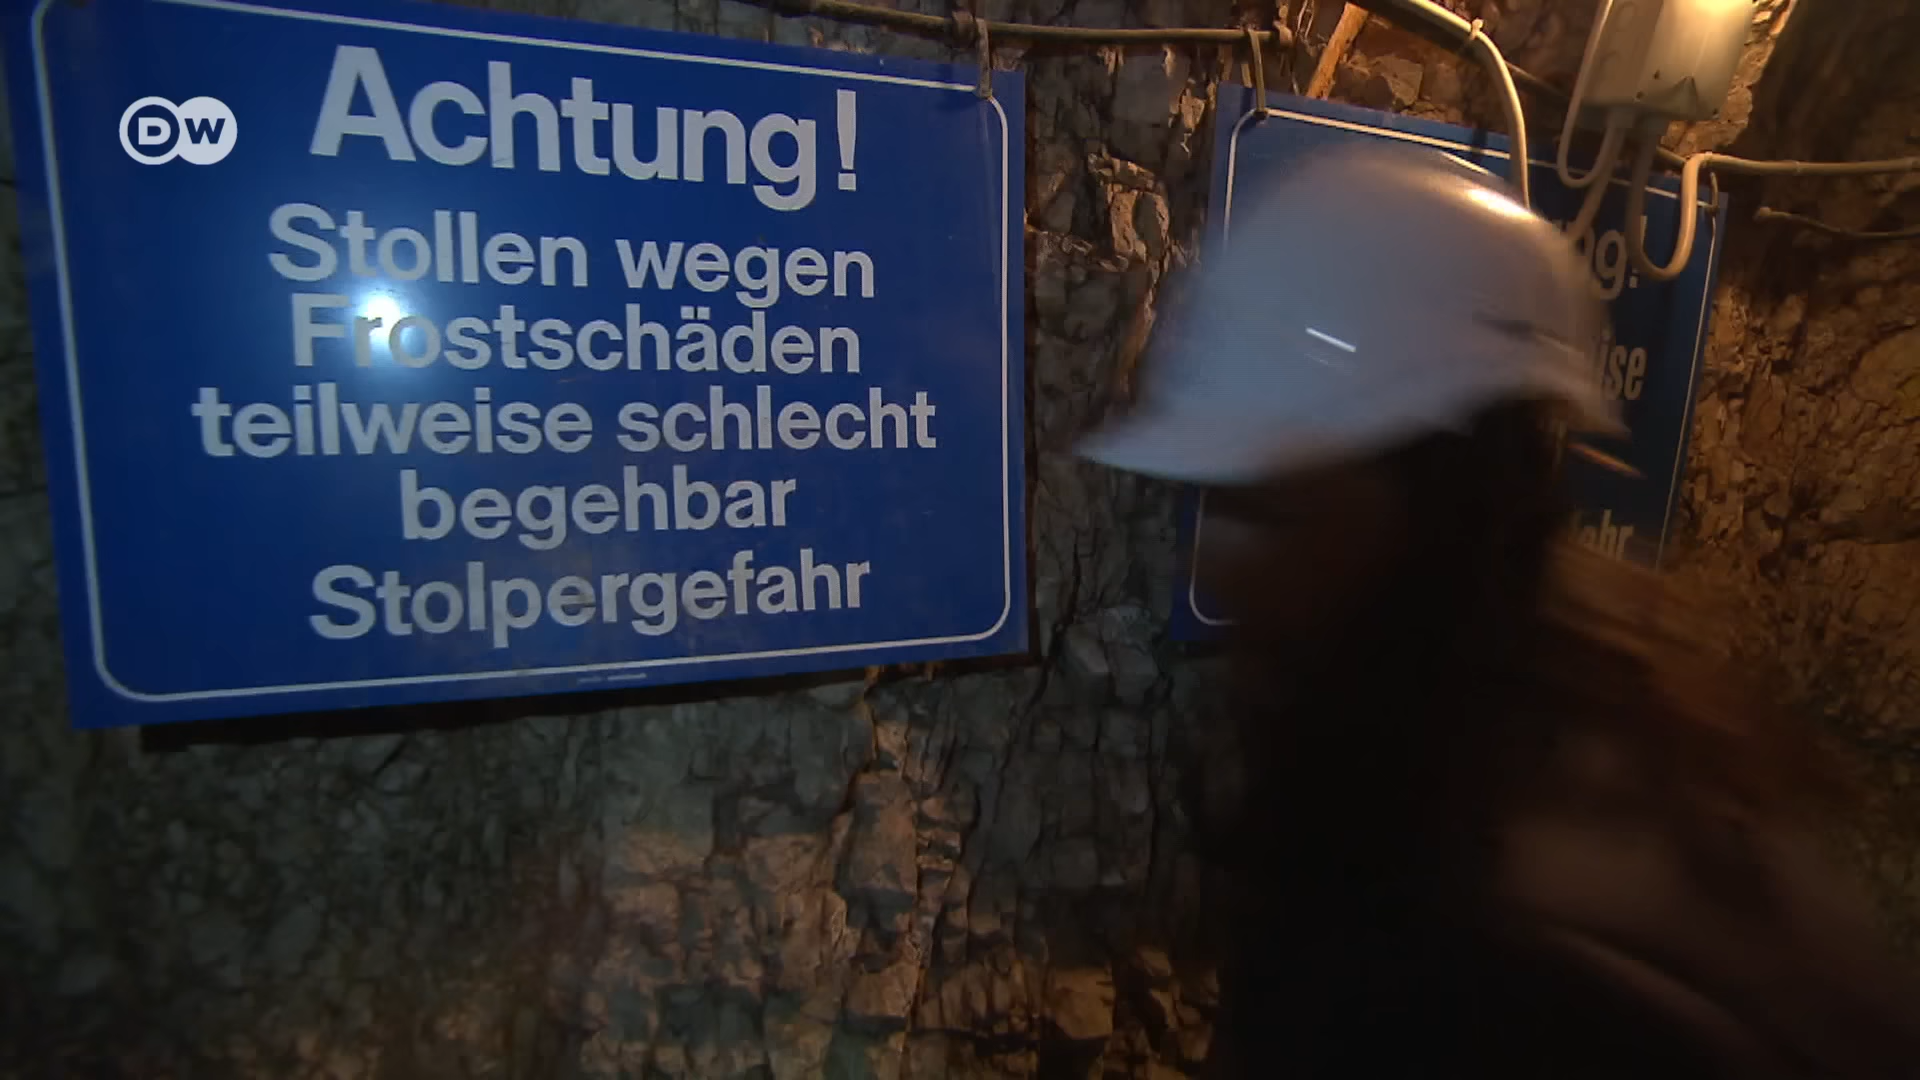 DW
Achtung!
Stollen wegen
Frostschäden
teilweise schlecht
begehbar
Stolpergefahr